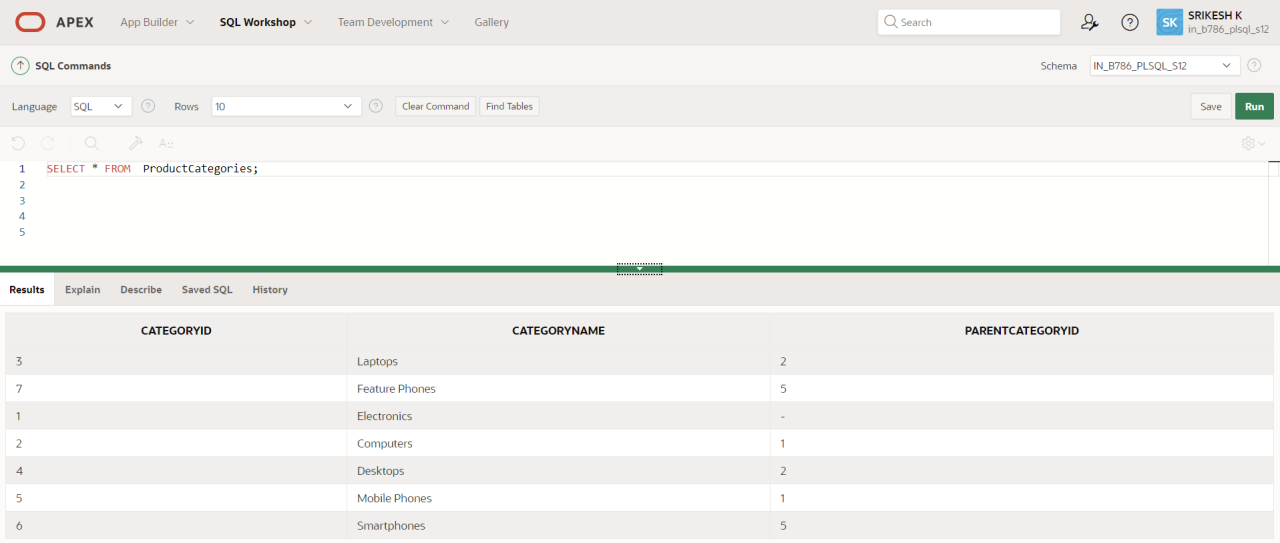 APEX App Builder SQL Workshop Team Development Gallery Search SK SRIKESH K
in_b786_plsql_s12
SQL Commands Schema IN_B786_PLSQL_S12
Language SQL Rows 10 Clear Command Find Tables Save Run
A::
1 SELECT * FROM  ProductCategories;
2
3
4
5
Results Explain Describe Saved SQL History
CATEGORYID CATEGORYNAME PARENTCATEGORYID
3 Laptops 2
7 Feature Phones 5
1 Electronics -
2 Computers 1
4 Desktops 2
5 Mobile Phones 1
6 Smartphones 5